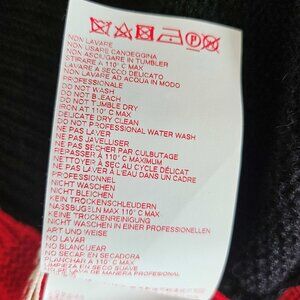 NON LAVARE
NON USARE CANDEGGINA
NON ASCIUGARE IN TUMBLER
STIRARE A 110° C MAX
LAVARE A SECCO DELICATO
NON LAVARE AD ACQUA IN MODO
PROFESSIONALE
DO NOT WASH
DO NOT BLEACH
DO NOT TUMBLE DRY
IRON AT 110° C MAX
DELICATE DRY CLEAN
DO NOT PROFESSIONAL WATER WASH
NE PAS LAVER
NE PAS JAVELLISER
NE PAS SECHER PAR CULBUTAGE
REPASSER À 110° C MAXIMUM
NETTOYER À SEC AU CYCLE DÉLICAT
NE PAS LAVER À L'EAU DANS UN CADRE
PROFESSIONNEL
NICHT WASCHEN
NICHT BLEICHEN
KEIN TROCKENSCHLEUDERN
NASSBÜGELN MAX 110° C MAX
KEINE TROCKENREINIGUNG
NICHT WASCHEN IN EINER PROFESSIONELLEN
ART UND WEISE
NO LAVAR
NO BLANQUEAR
NO SECAR EN SECADORA
PLANCHAR A 110° C MAX
LIMPIEZA EN SECO SUAVE
DE MANERA PROFESIONAL